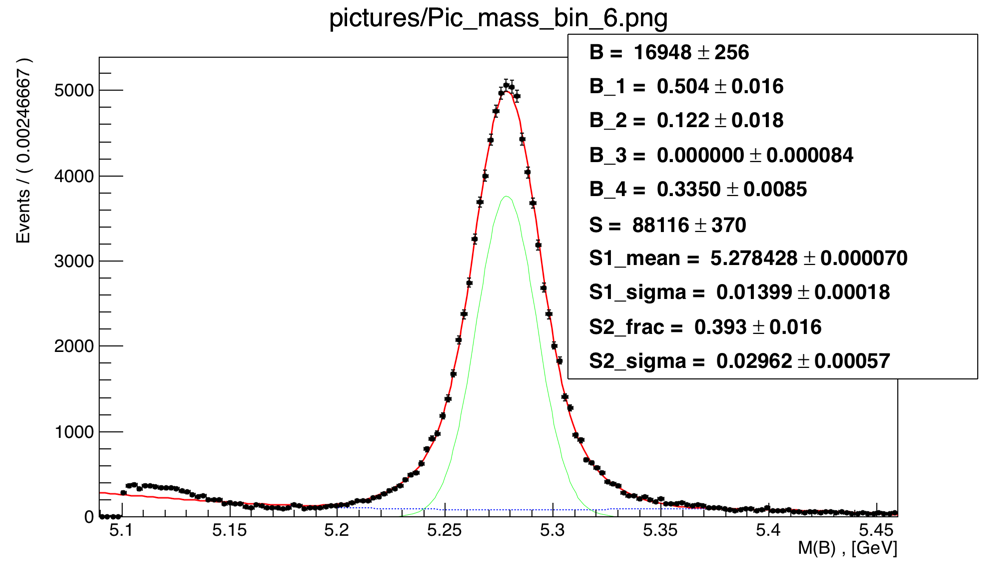 pictures/Pic_mass_bin_6.png
B = 16948 ± 256
B_1 = 0.504 ± 0.016
B_2 = 0.122 ± 0.018
B_3 = 0.000000 ± 0.000084
B_4 = 0.3350 ± 0.0085
S = 88116 ± 370
S1_mean = 5.278428 ± 0.000070
S1_sigma = 0.01399 ± 0.00018
S2_frac = 0.393 ± 0.016
S2_sigma = 0.02962 ± 0.00057
Events / ( 0.00246667 )
5000
4000
3000
2000
1000
0
5.1 5.15 5.2 5.25 5.3 5.35 5.4 5.45
M(B) , [GeV]